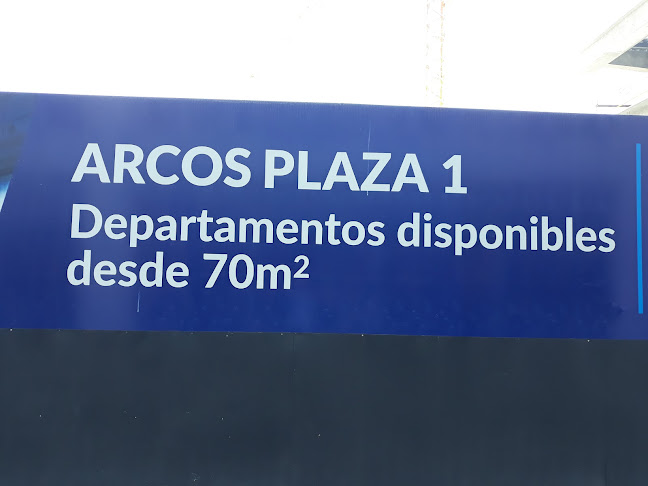 ARCOS PLAZA 1
Departamentos disponibles
desde 70m²